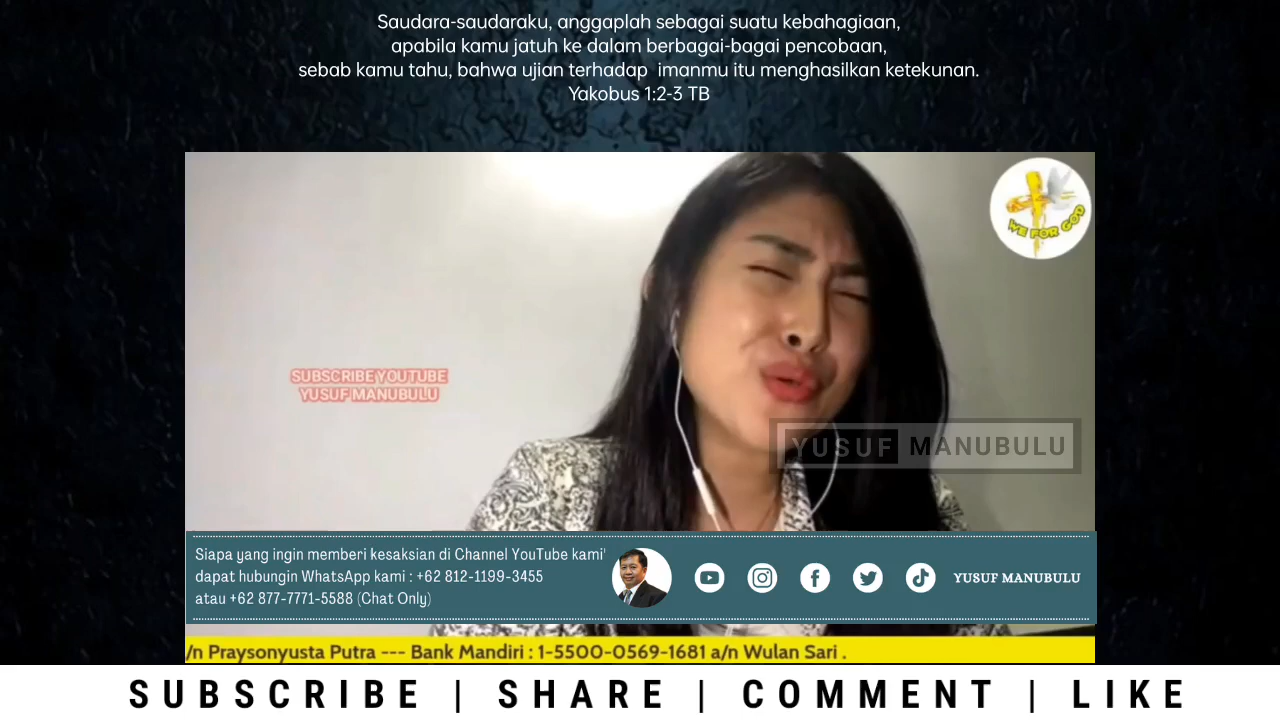 Saudara-saudaraku, anggaplah sebagai suatu kebahagiaan,
apabila kamu jatuh ke dalam berbagai-bagai pencobaan,
sebab kamu tahu, bahwa ujian terhadap  imanmu itu menghasilkan ketekunan.
Yakobus 1:2-3 TB
WE FOR GOD
SUBSCRIBE YOUTUBE
YUSUF MANUBULU
YUSUF MANUBULU
Siapa yang ingin memberi kesaksian di Channel YouTube kami'
dapat hubungin WhatsApp kami : +62 812-1199-3455
atau +62 877-7771-5588 (Chat Only)
YUSUF MANUBULU
/n Praysonyusta Putra --- Bank Mandiri : 1-5500-0569-1681 a/n Wulan Sari .
SUBSCRIBE | SHARE | COMMENT | LIKE